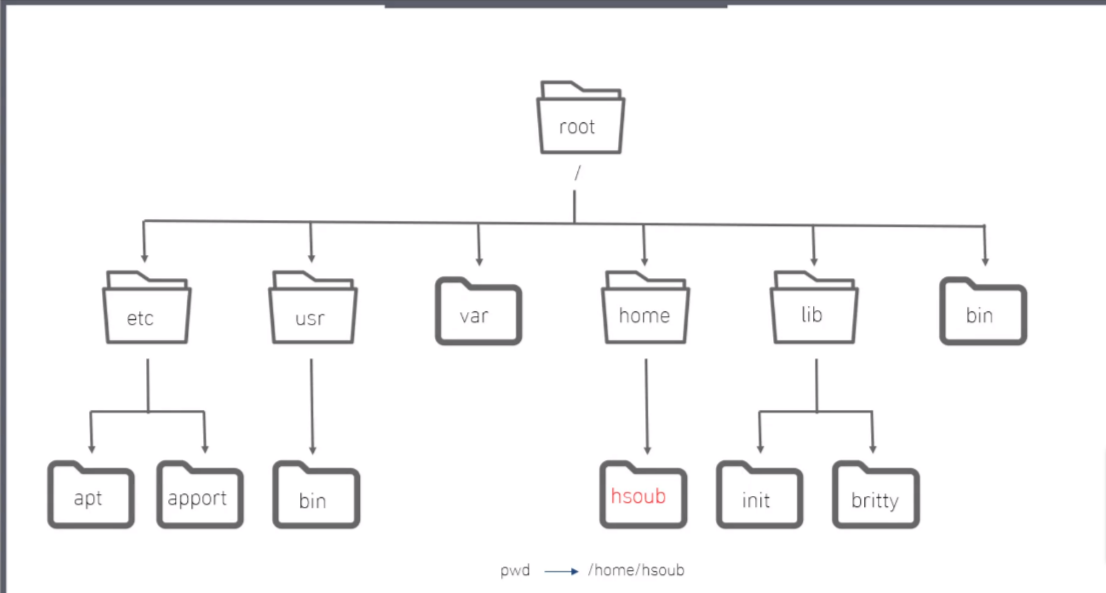 root
/
etc
usr
var
home
lib
bin
apt
apport
bin
hsoub
init
britty
pwd /home/hsoub